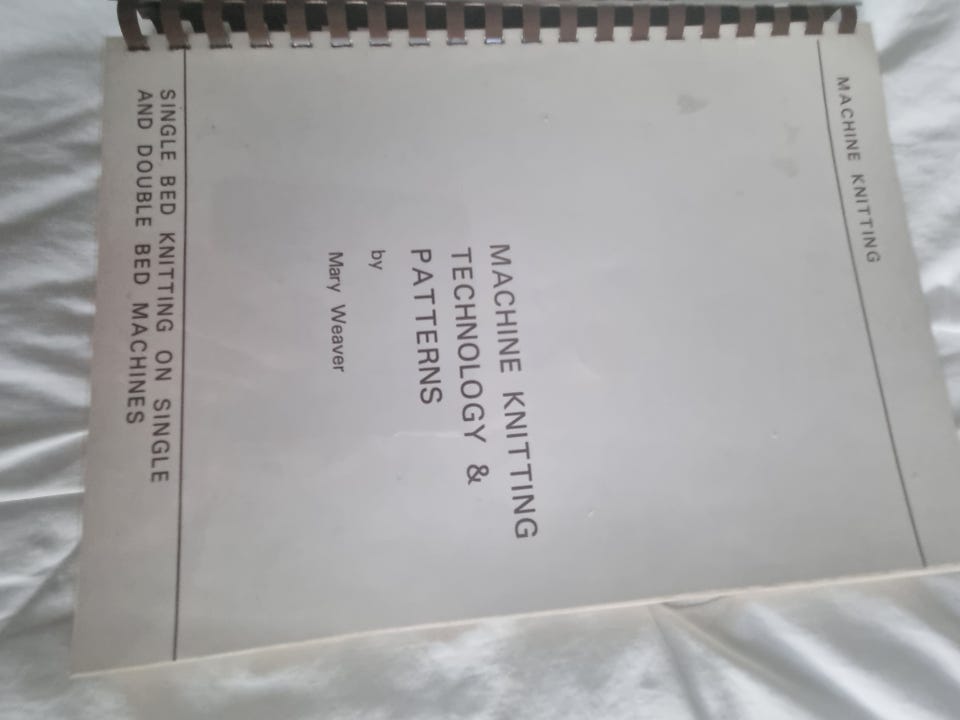 MACHINE KNITTING
MACHINE KNITTING
TECHNOLOGY &
PATTERNS
by
Mary Weaver
SINGLE BED KNITTING ON SINGLE
AND DOUBLE BED MACHINES